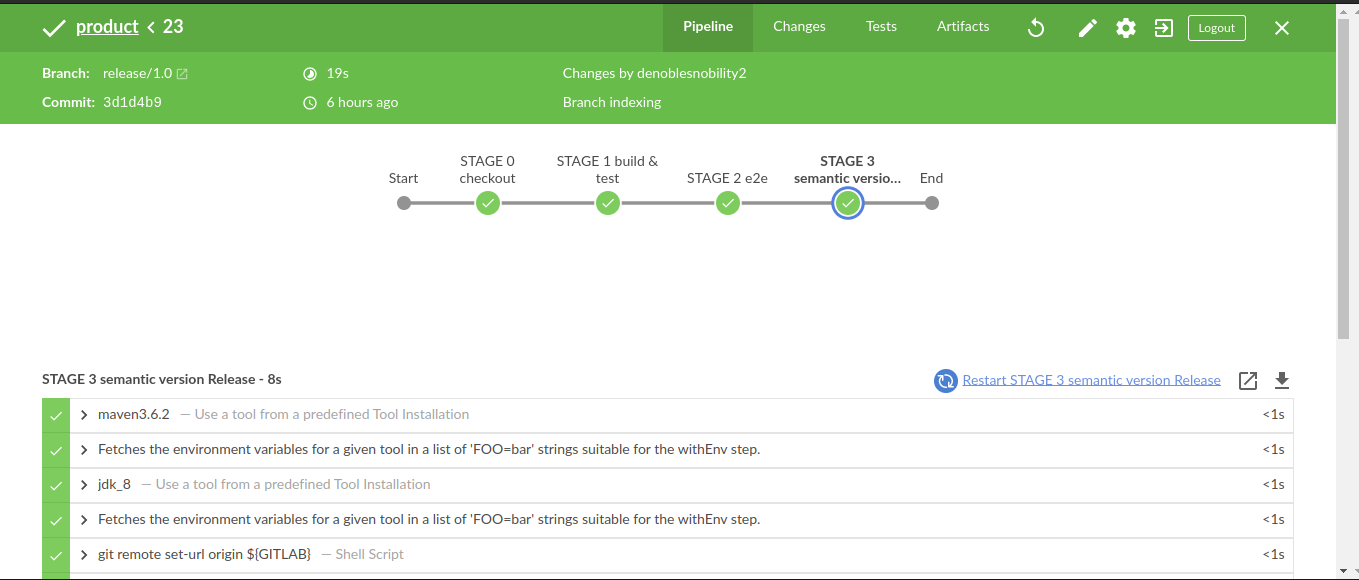 product < 23
Pipeline
Changes
Tests
Artifacts
Logout
Branch: release/1.0
19s
Changes by denoblesnobility2
Commit: 3d1d4b9
6 hours ago
Branch indexing
Start
STAGE 0
checkout
STAGE 1 build &
test
STAGE 2 e2e
STAGE 3
semantic versio...
End
STAGE 3 semantic version Release - 8s
Restart STAGE 3 semantic version Release
maven3.6.2 — Use a tool from a predefined Tool Installation <1s
Fetches the environment variables for a given tool in a list of 'FOO=bar' strings suitable for the withEnv step. <1s
jdk_8 — Use a tool from a predefined Tool Installation <1s
Fetches the environment variables for a given tool in a list of 'FOO=bar' strings suitable for the withEnv step. <1s
git remote set-url origin ${GITLAB} — Shell Script <1s